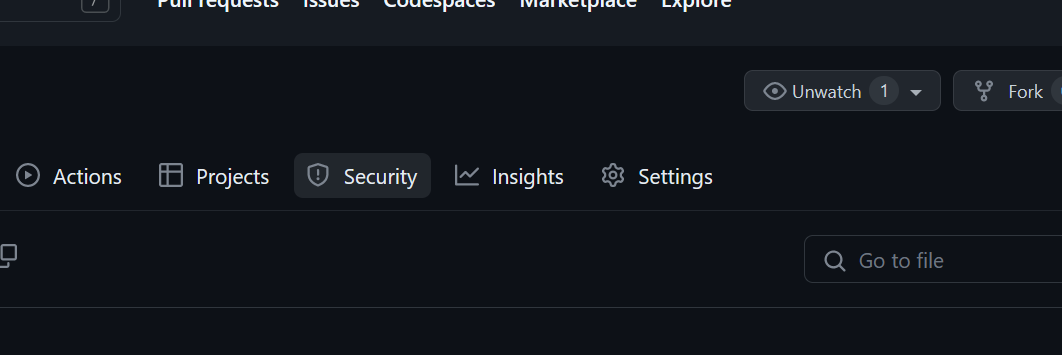 / Pull requests Issues Codespaces Marketplace Explore
Unwatch 1 Fork
Actions Projects Security Insights Settings
Go to file